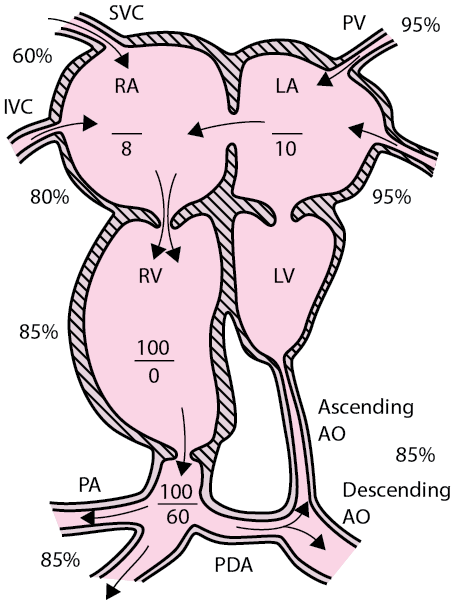 SVC
PV
95%
60%
RA
LA
IVC
8
10
80%
95%
RV
LV
85%
100
0
Ascending
AO
85%
PA
100
60
Descending
AO
85%
PDA